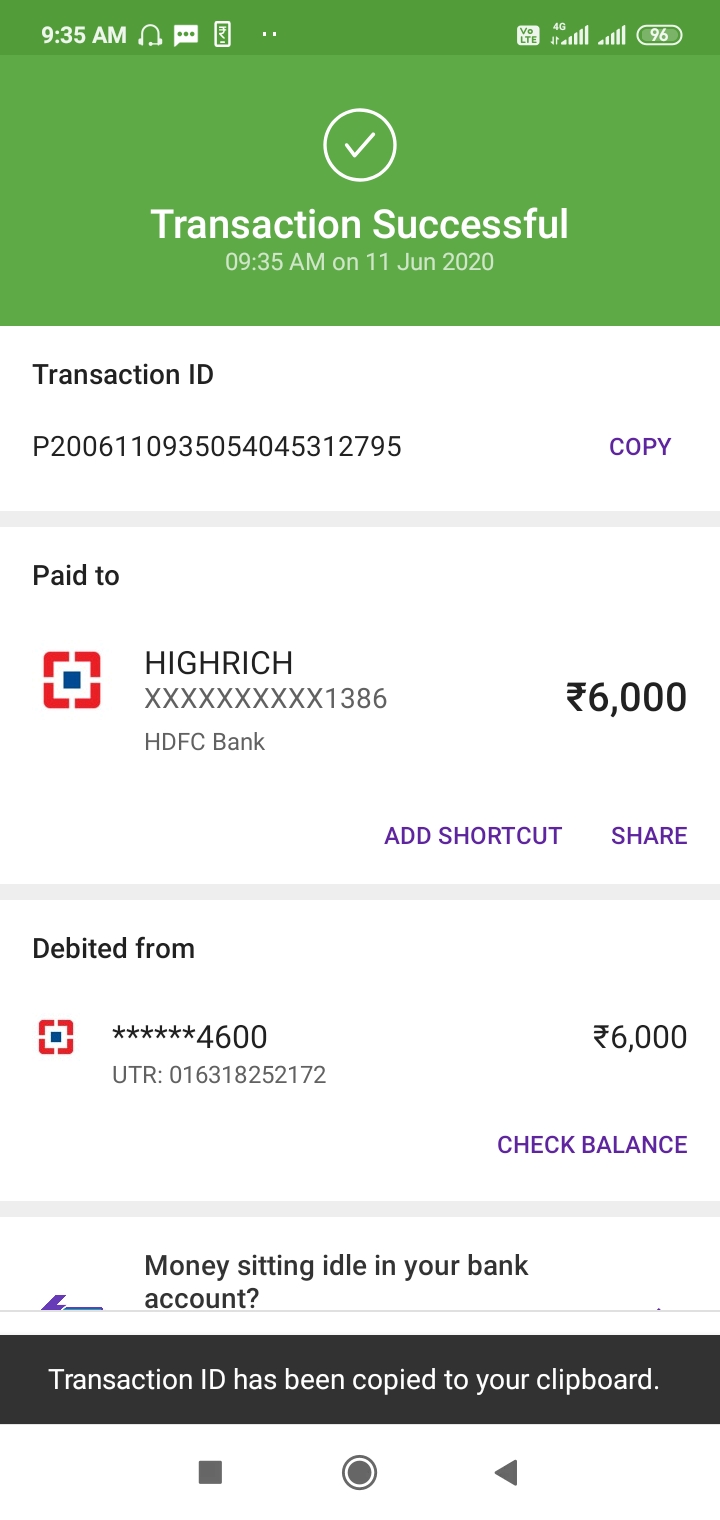 9:35 AM
Vo LTE 4G 96
Transaction Successful
09:35 AM on 11 Jun 2020
Transaction ID
P2006110935054045312795 COPY
Paid to
HIGHRICH
XXXXXXXXXX1386
₹6,000
HDFC Bank
ADD SHORTCUT SHARE
Debited from
******4600 ₹6,000
UTR: 016318252172
CHECK BALANCE
Money sitting idle in your bank
account?
Transaction ID has been copied to your clipboard.